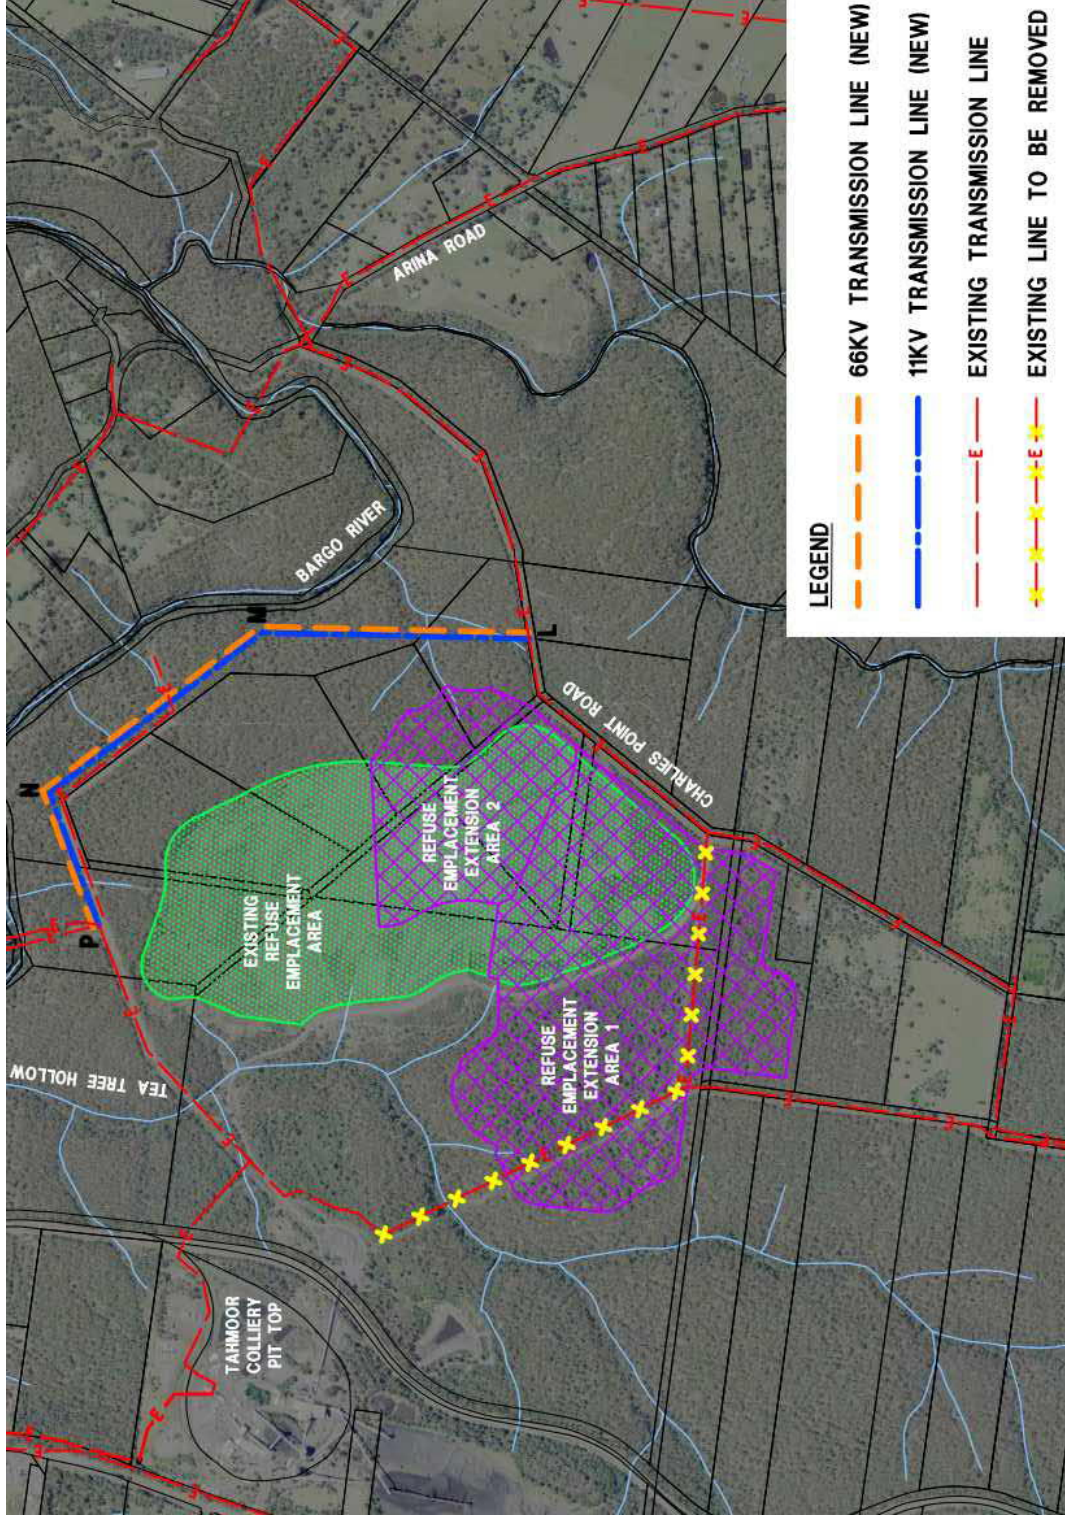 TAHMOOR
COLLIERY
PIT TOP
TEA TREE HOLLOW
P
N
M
L
EXISTING
REFUSE
EMPLACEMENT
AREA
REFUSE
EMPLACEMENT
EXTENSION
AREA 1
REFUSE
EMPLACEMENT
EXTENSION
AREA 2
BARGO RIVER
CHARLIES POINT ROAD
ARINA ROAD
LEGEND
66KV TRANSMISSION LINE (NEW)
11KV TRANSMISSION LINE (NEW)
E EXISTING TRANSMISSION LINE
E EXISTING LINE TO BE REMOVED